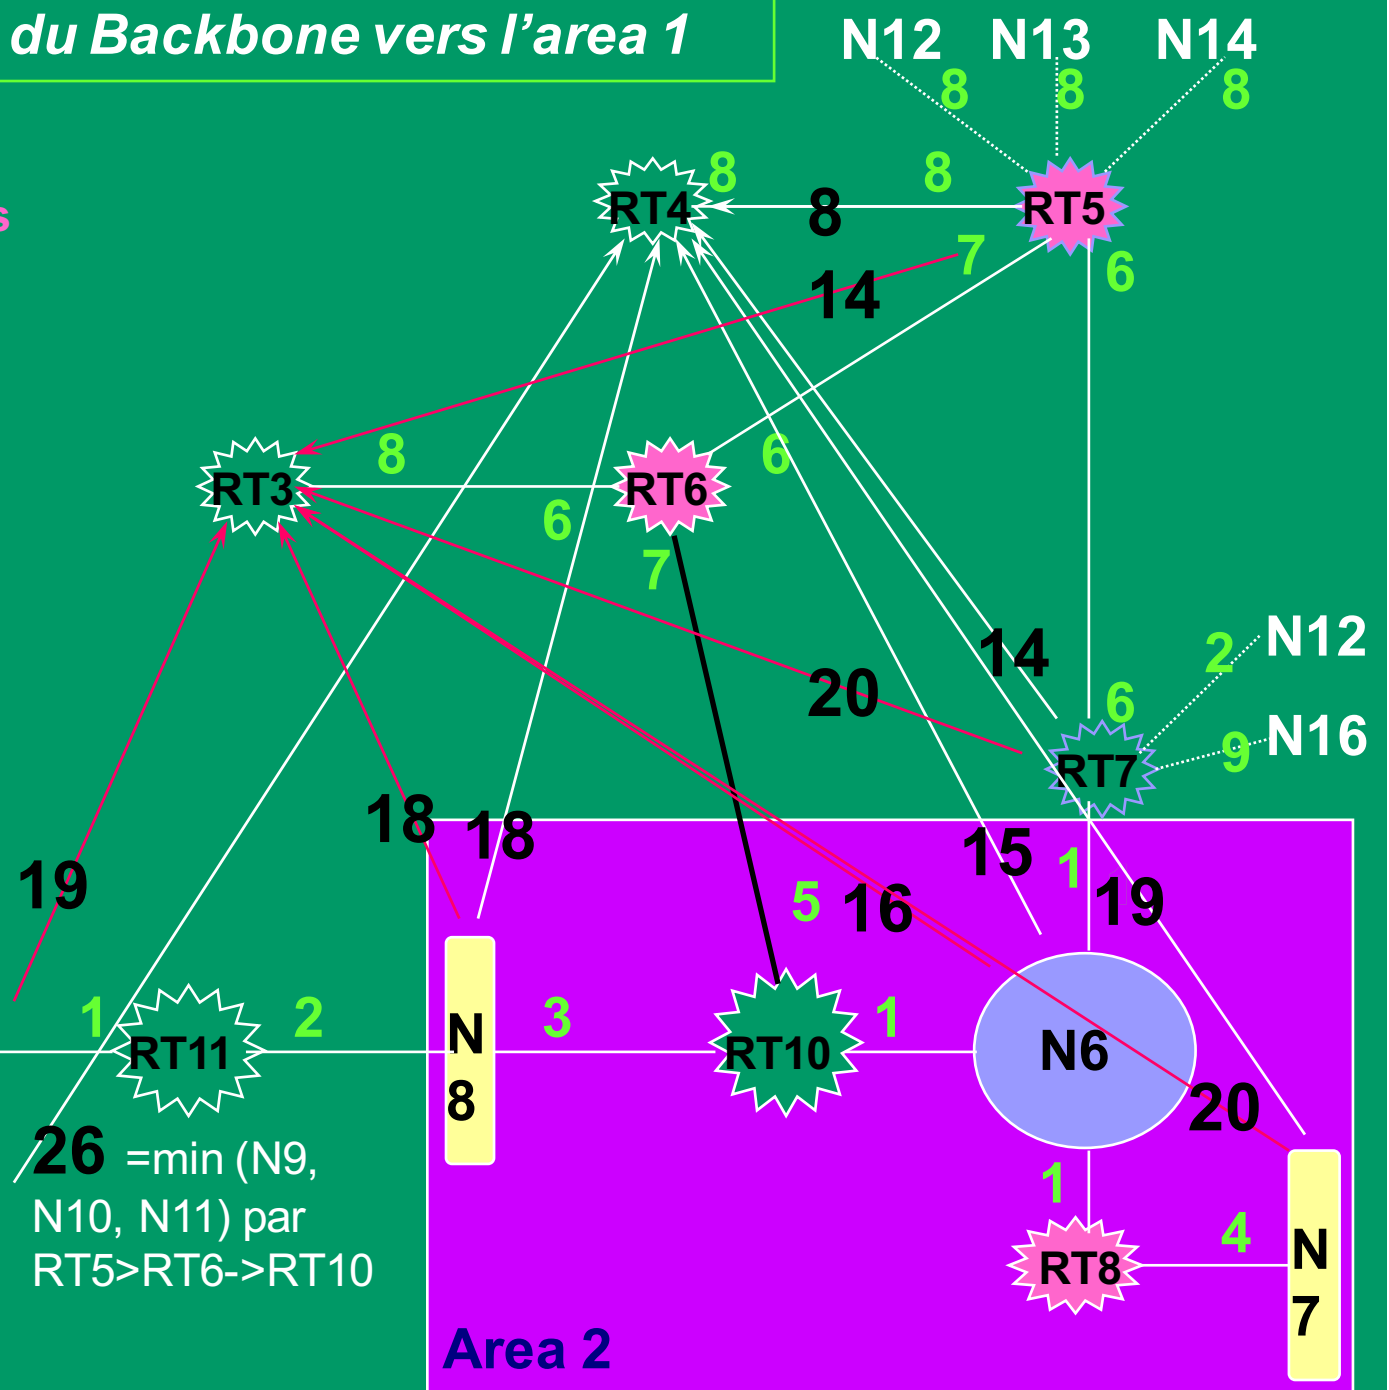 du Backbone vers l’area 1
N12 N13 N14
8 8 8
s
RT4 8 8 8 RT5
7 6
14
RT3 8 RT6 6
6
7
14
20
2 N12
6
9 N16
RT7
18 18
15 1 19
19
5 16
1 RT11 2
N
8
3 RT10 1 N6
20
26 =min (N9,
N10, N11) par
RT5>RT6->RT10
1
RT8 4
N
7
Area 2